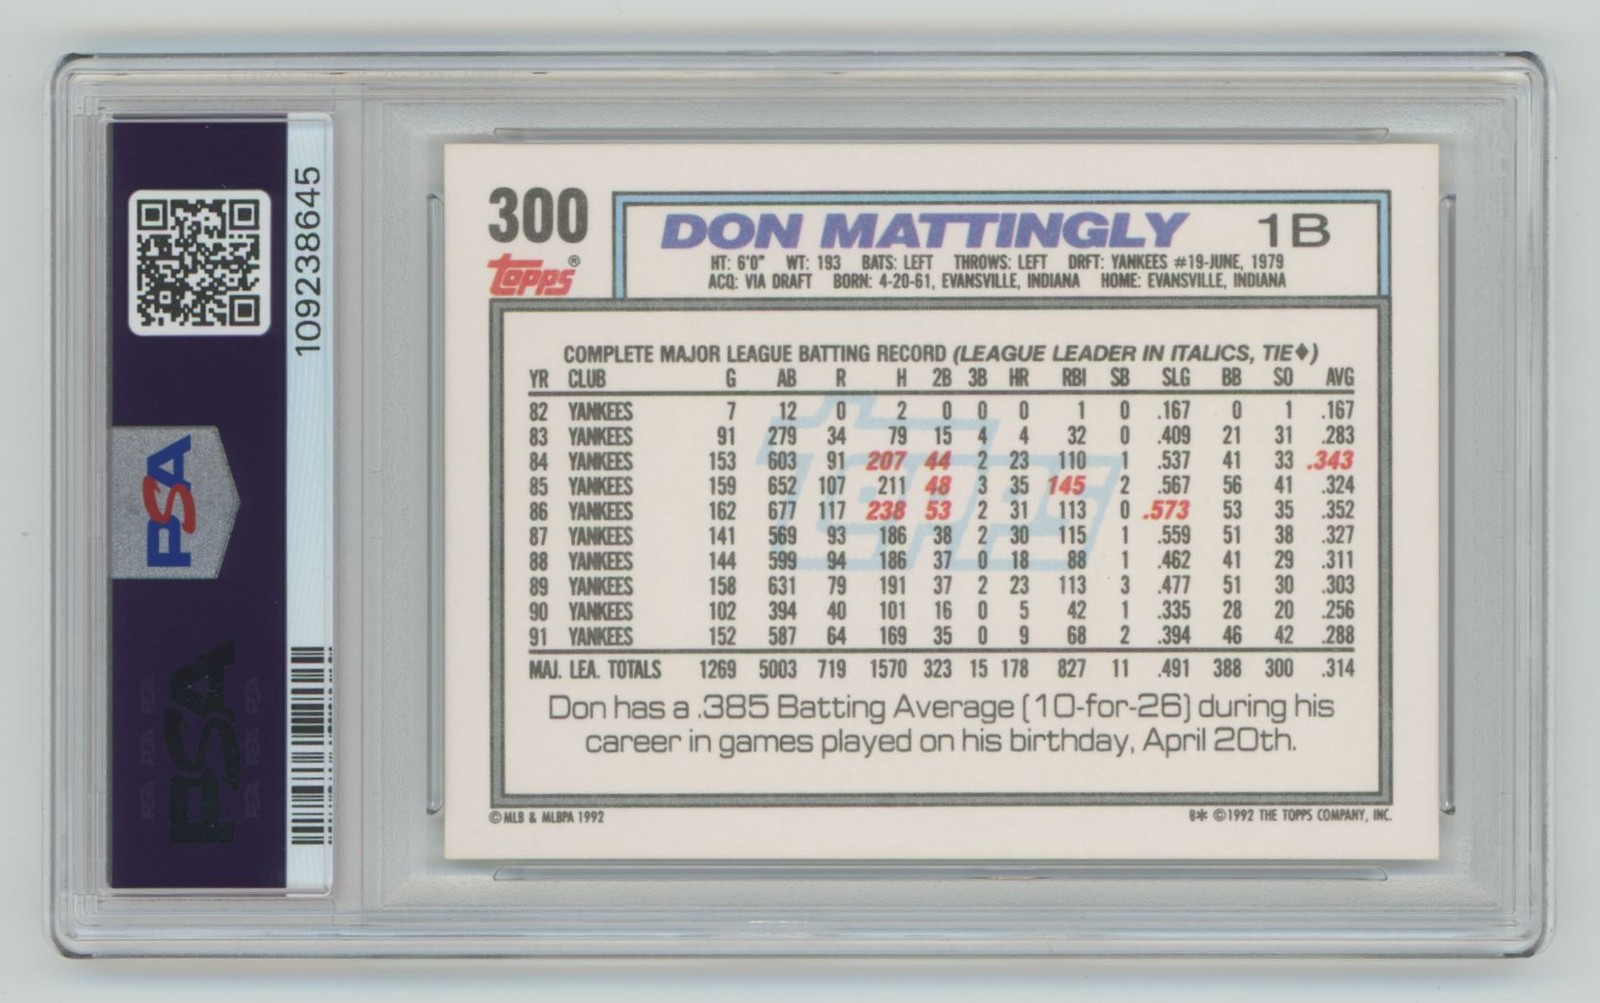 109238645
PSA
PSA
300
topps®
DON MATTINGLY 1B
HT: 6'0" WT: 193 BATS: LEFT THROWS: LEFT DRFT: YANKEES #19-JUNE, 1979
ACQ: VIA DRAFT BORN: 4-20-61, EVANSVILLE, INDIANA HOME: EVANSVILLE, INDIANA
COMPLETE MAJOR LEAGUE BATTING RECORD (LEAGUE LEADER IN ITALICS, TIE♦)
YR CLUB G AB R H 2B 3B HR RBI SB SLG BB SO AVG
82 YANKEES 7 12 0 2 0 0 0 1 0 .167 0 1 .167
83 YANKEES 91 279 34 79 15 4 4 32 0 .409 21 31 .283
84 YANKEES 153 603 91 207 44 2 23 110 1 .537 41 33 .343
85 YANKEES 159 652 107 211 48 3 35 145 2 .567 56 41 .324
86 YANKEES 162 677 117 238 53 2 31 113 0 .573 53 35 .352
87 YANKEES 141 569 93 186 38 2 30 115 1 .559 51 38 .327
88 YANKEES 144 599 94 186 37 0 18 88 1 .462 41 29 .311
89 YANKEES 158 631 79 191 37 2 23 113 3 .477 51 30 .303
90 YANKEES 102 394 40 101 16 0 5 42 1 .335 28 20 .256
91 YANKEES 152 587 64 169 35 0 9 68 2 .394 46 42 .288
MAJ. LEA. TOTALS 1269 5003 719 1570 323 15 178 827 11 .491 388 300 .314
Don has a .385 Batting Average (10-for-26) during his
career in games played on his birthday, April 20th.
© MLB & MLBPA 1992 B* ©1992 THE TOPPS COMPANY, INC.